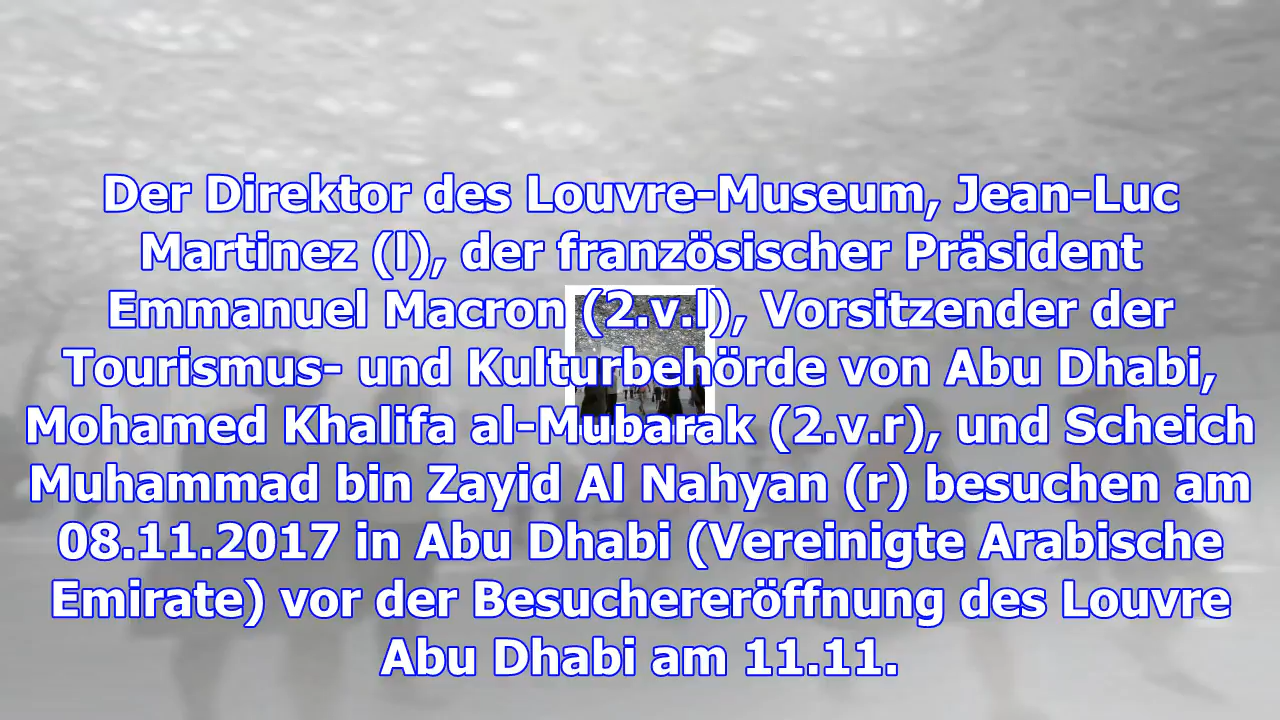 Der Direktor des Louvre-Museum, Jean-Luc
Martinez (l), der französischer Präsident
Emmanuel Macron (2.v.l), Vorsitzender der
Tourismus- und Kulturbehörde von Abu Dhabi,
Mohamed Khalifa al-Mubarak (2.v.r), und Scheich
Muhammad bin Zayid Al Nahyan (r) besuchen am
08.11.2017 in Abu Dhabi (Vereinigte Arabische
Emirate) vor der Besuchereröffnung des Louvre
Abu Dhabi am 11.11.